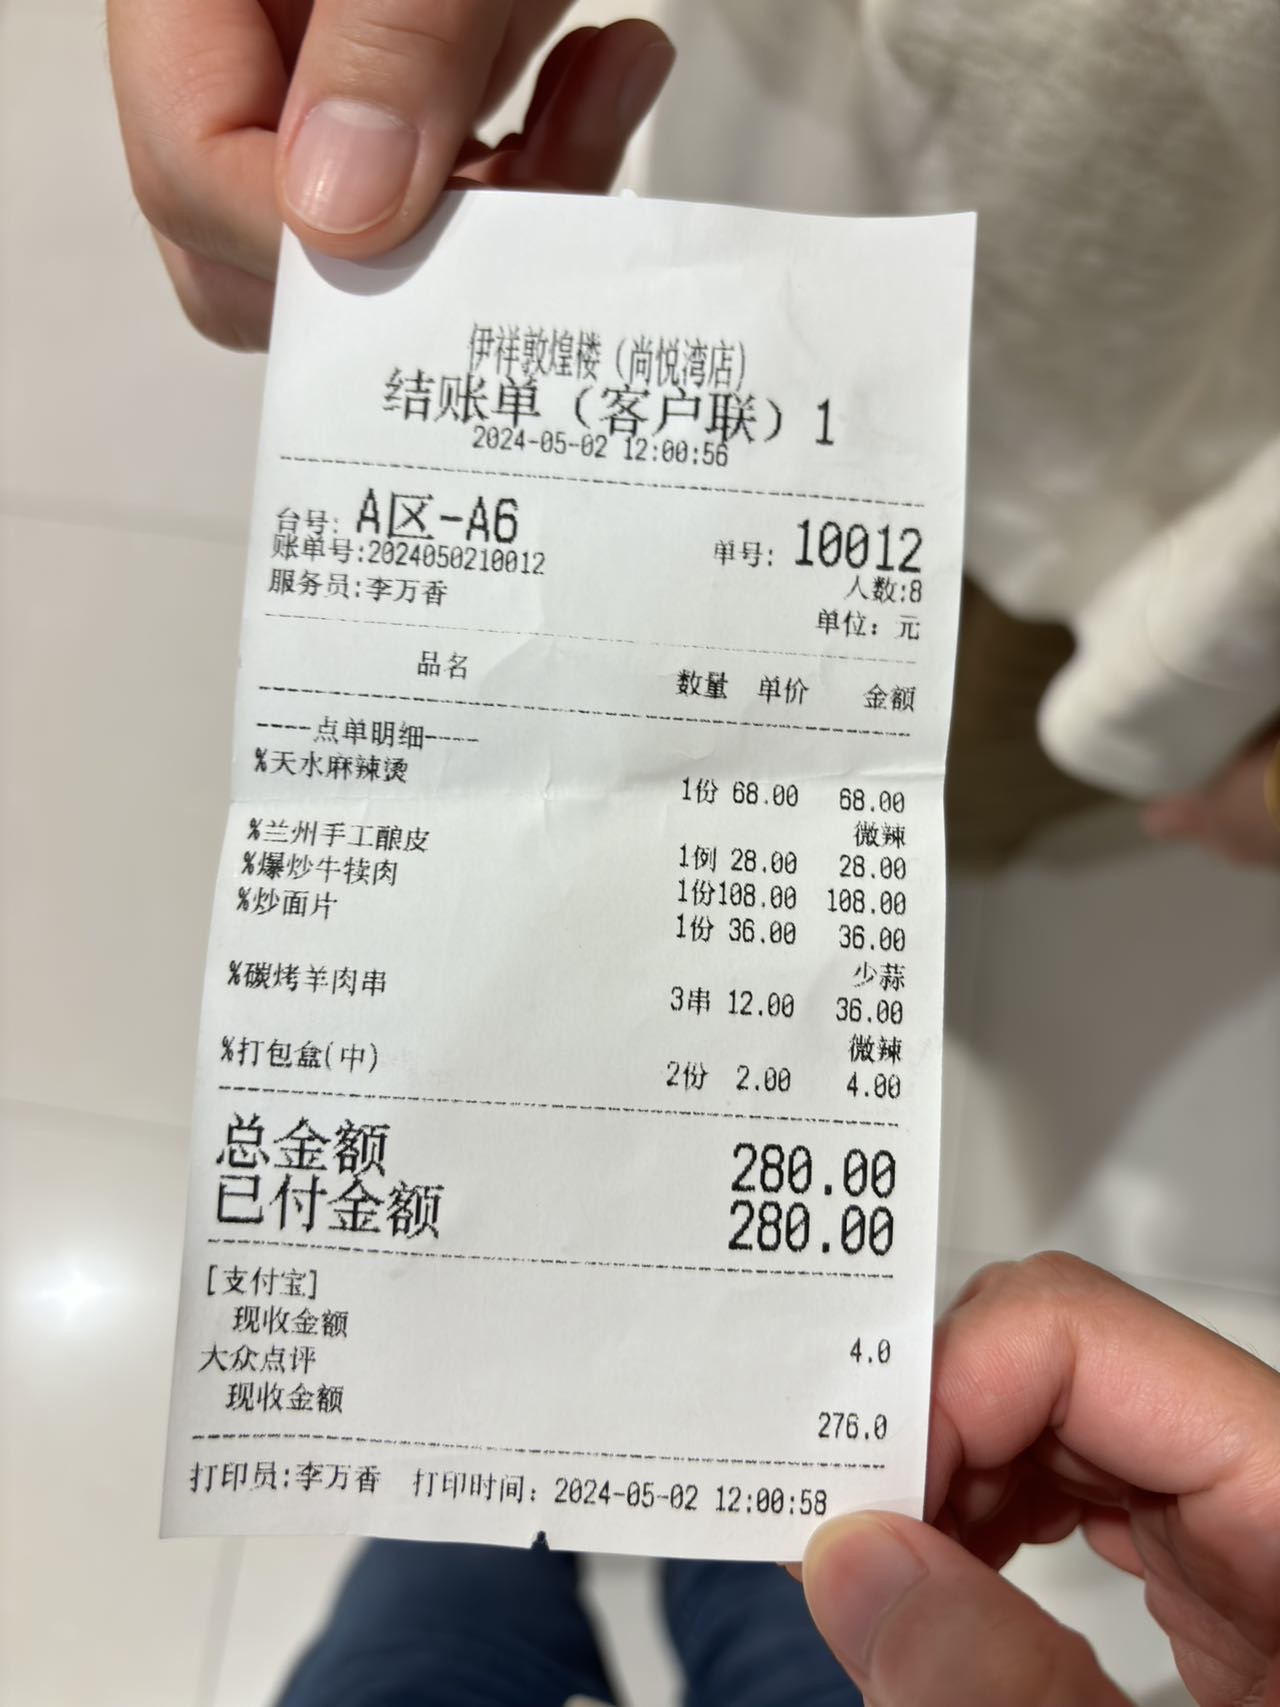 伊祥敦煌楼（尚悦湾店）
结账单（客户联）1
2024-05-02 12:00:56
台号: A区-A6 单号: 10012
账单号:2024050210012 人数:8
服务员:李万香 单位: 元
品名 数量 单价 金额
----点单明细----
%天水麻辣烫 1份 68.00 68.00
微辣
%兰州手工酿皮 1例 28.00 28.00
%爆炒牛犊肉 1份108.00 108.00
%炒面片 1份 36.00 36.00
少蒜
%碳烤羊肉串 3串 12.00 36.00
微辣
%打包盒(中) 2份 2.00 4.00
总金额 280.00
已付金额 280.00
[支付宝]
现收金额 4.0
大众点评
现收金额 276.0
打印员:李万香 打印时间: 2024-05-02 12:00:58